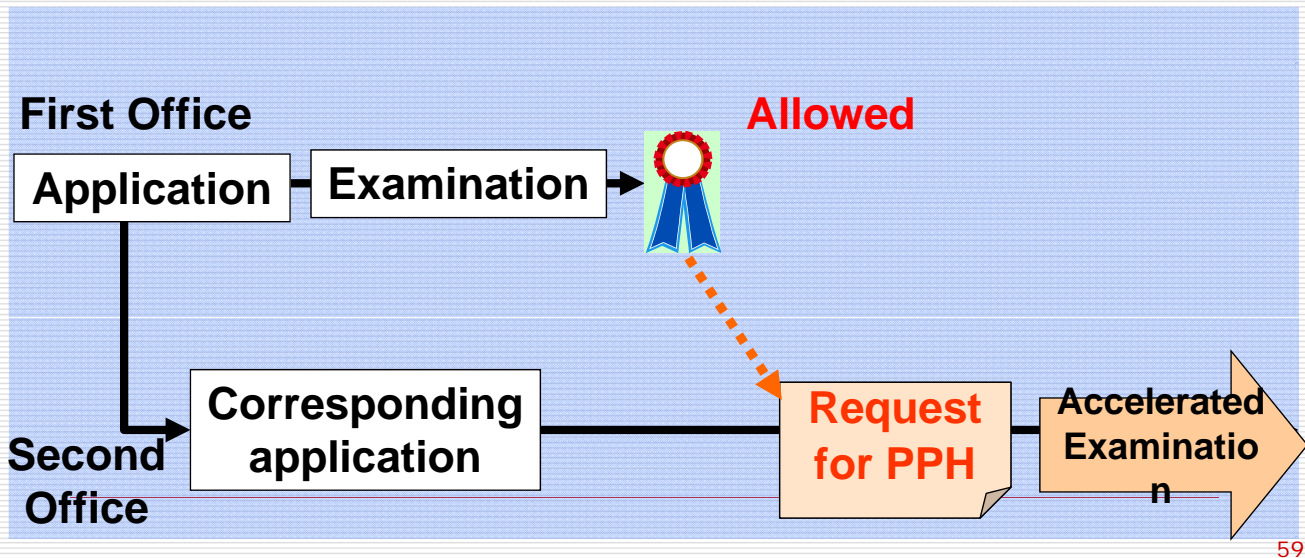 First Office
Allowed
Application
Examination
Corresponding
application
Second
Office
Request
for PPH
Accelerated
Examinatio
n
59